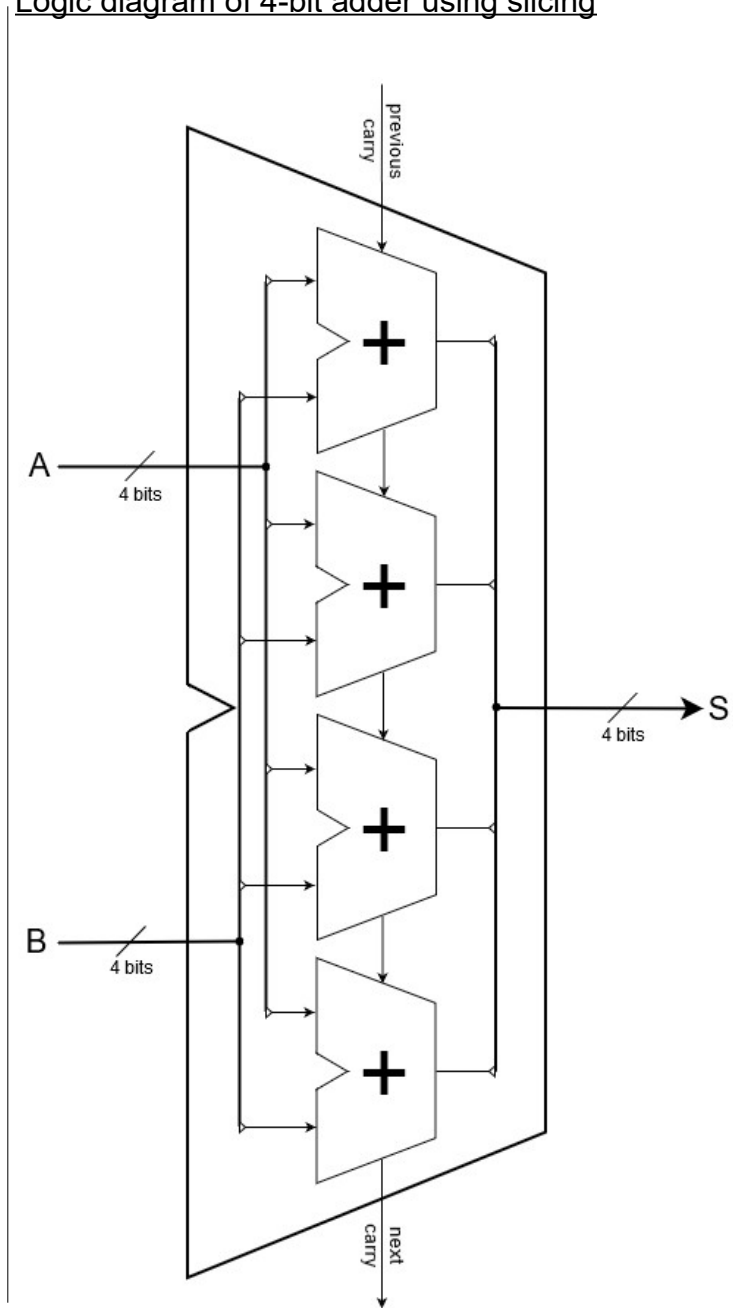 Logic diagram of 4-bit adder using slicing
previous
carry
+
A
4 bits
+
S
4 bits
+
B
4 bits
+
next
carry